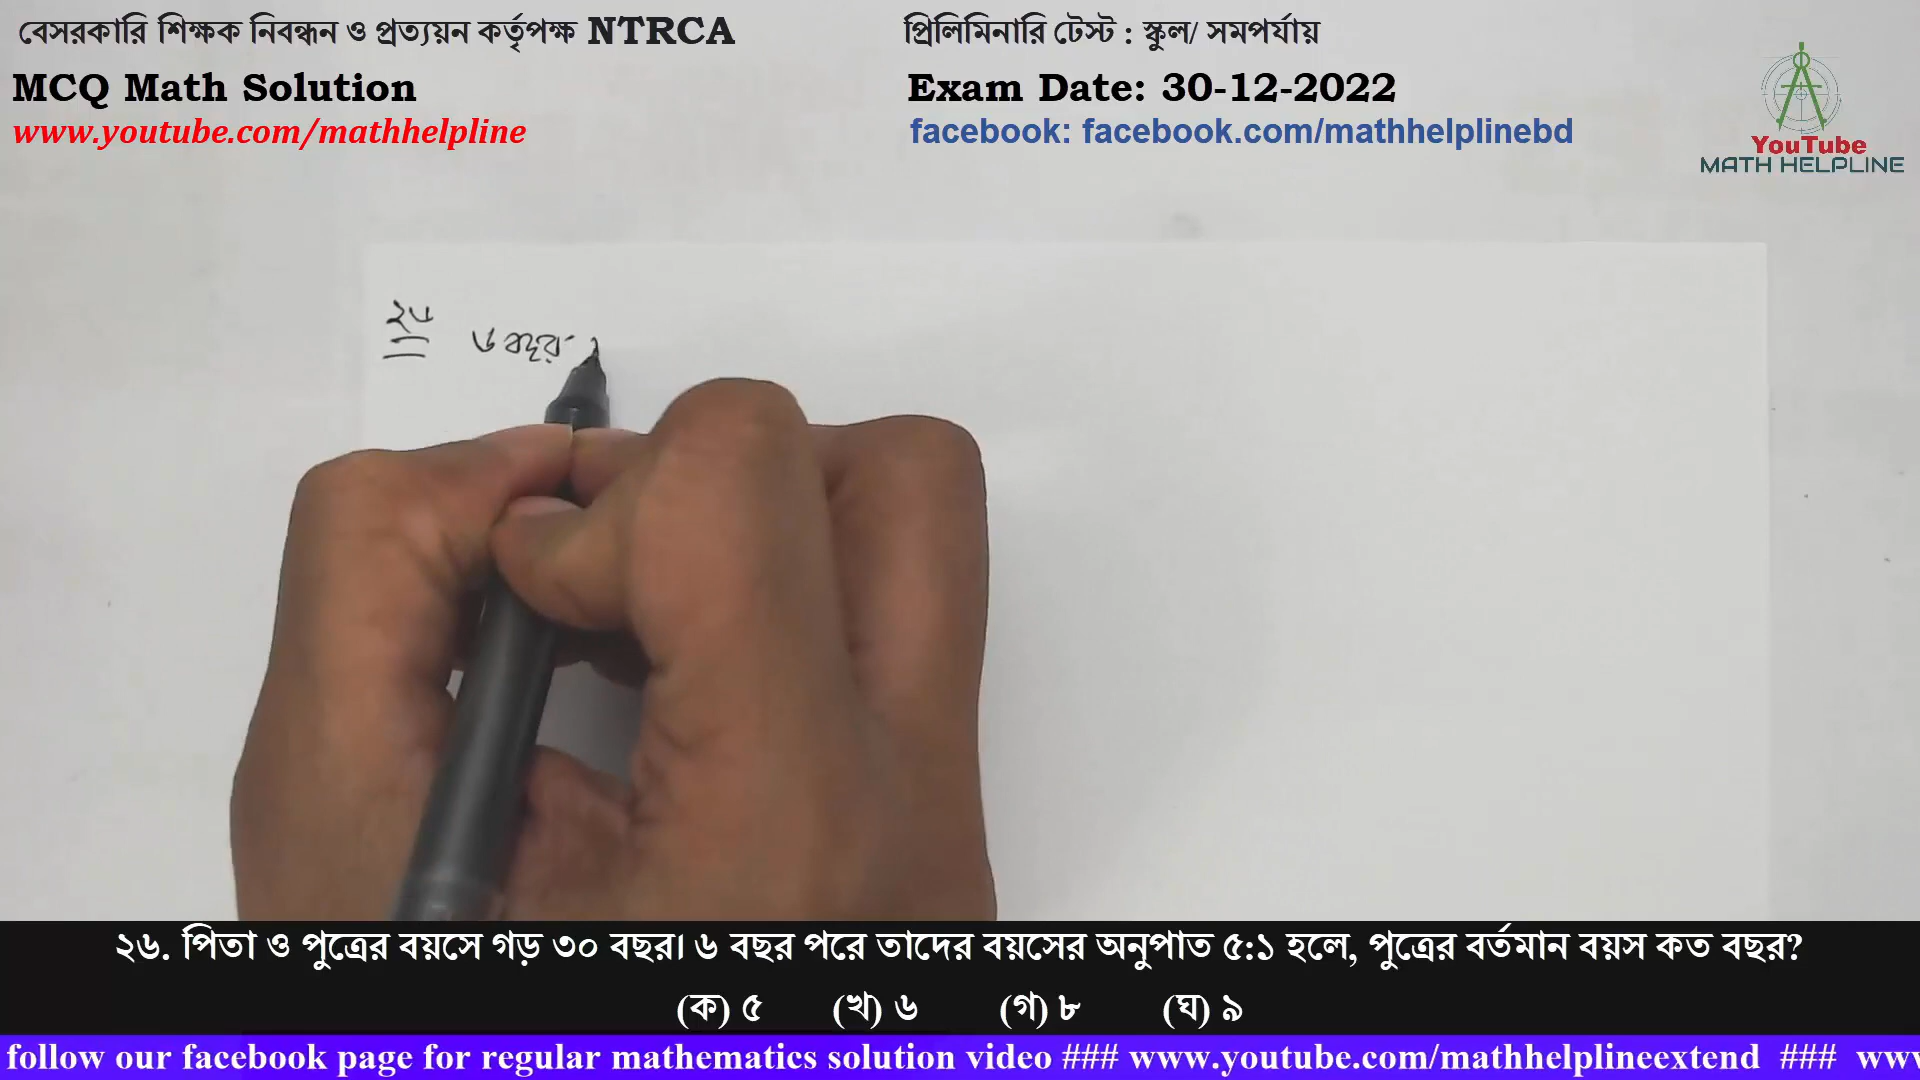 বেসরকারি শিক্ষক নিবন্ধন ও প্রত্যয়ন কর্তৃপক্ষ NTRCA
প্রিলিমিনারি টেস্ট : স্কুল/ সমপর্যায়
MCQ Math Solution
Exam Date: 30-12-2022
www.youtube.com/mathhelpline
facebook: facebook.com/mathhelplinebd
YouTube
MATH HELPLINE
২৬
৬ বছর
২৬. পিতা ও পুত্রের বয়সে গড় ৩০ বছর। ৬ বছর পরে তাদের বয়সের অনুপাত ৫:১ হলে, পুত্রের বর্তমান বয়স কত বছর?
(ক) ৫ (খ) ৬ (গ) ৮ (ঘ) ৯
follow our facebook page for regular mathematics solution video ### www.youtube.com/mathhelplineextend ###